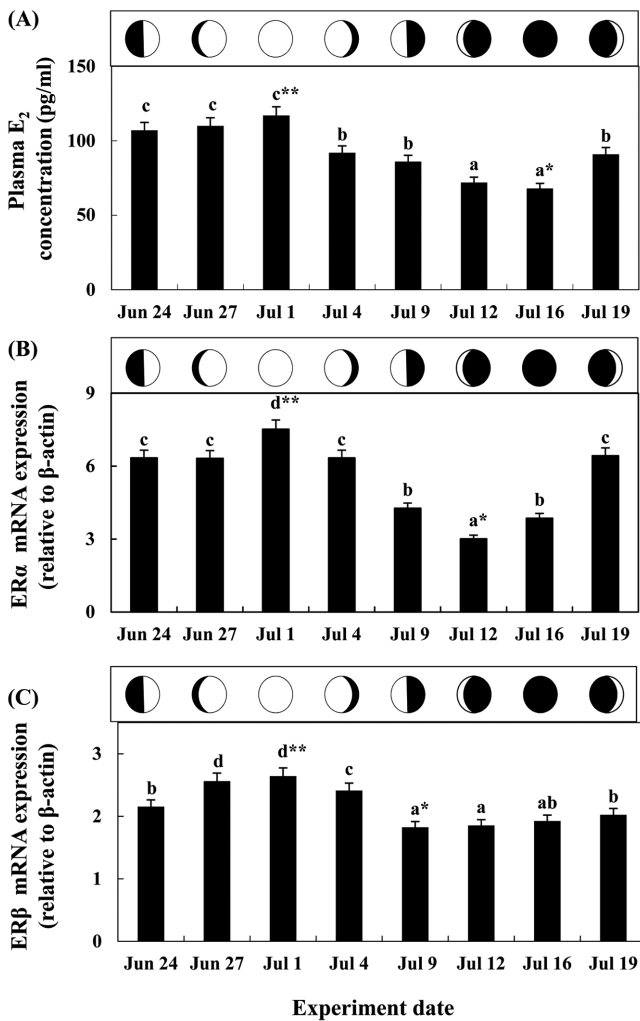 (A)
Plasma E2
concentration (pg/ml)
150
100
50
0
c
c
c**
b
b
a
a*
b
Jun 24 Jun 27 Jul 1 Jul 4 Jul 9 Jul 12 Jul 16 Jul 19
(B)
ERα mRNA expression
(relative to β-actin)
9
6
3
0
c
c
d**
c
b
a*
b
c
Jun 24 Jun 27 Jul 1 Jul 4 Jul 9 Jul 12 Jul 16 Jul 19
(C)
ERβ mRNA expression
(relative to β-actin)
3
2
1
0
b
d
d**
c
a*
a
ab
b
Jun 24 Jun 27 Jul 1 Jul 4 Jul 9 Jul 12 Jul 16 Jul 19
Experiment date